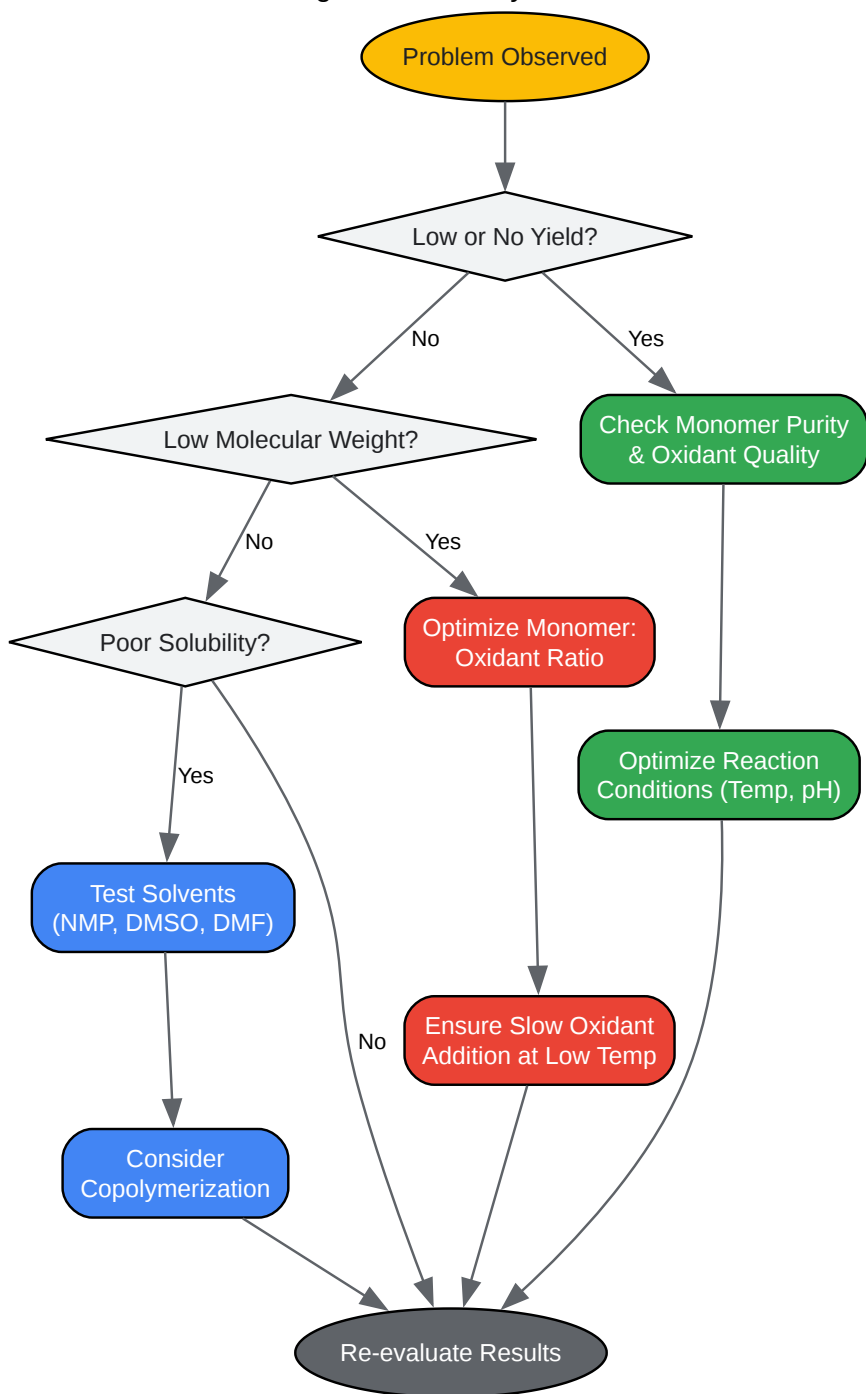 Problem Observed
Low or No Yield?
No
Yes
Low Molecular Weight?
Check Monomer Purity
& Oxidant Quality
No
Yes
Poor Solubility?
Optimize Monomer:
Oxidant Ratio
Optimize Reaction
Conditions (Temp, pH)
Yes
Test Solvents
(NMP, DMSO, DMF)
No
Ensure Slow Oxidant
Addition at Low Temp
Consider
Copolymerization
Re-evaluate Results